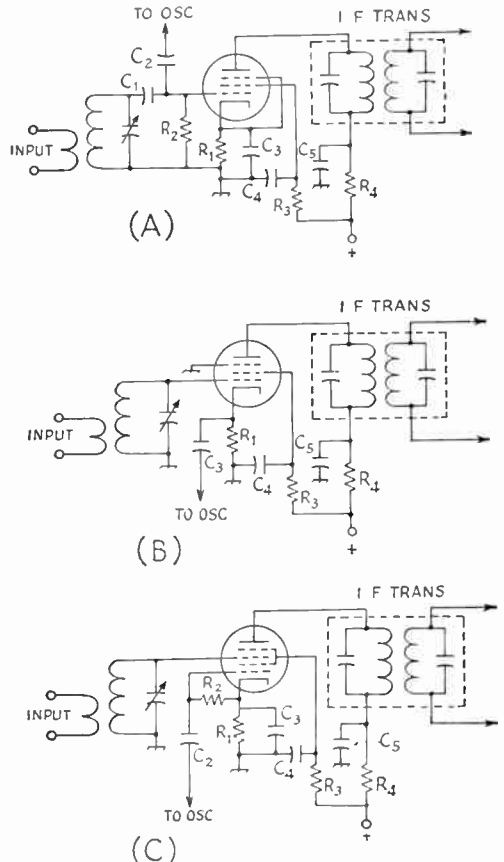 TO OSC
C2
C1
R2
INPUT
R1
C3
C4
C5
R3
R4
I F TRANS
+
(A)
I F TRANS
INPUT
R1
C3
C4
C5
R3
R4
TO OSC
+
(B)
I F TRANS
INPUT
R2
C3
R1
C2
C4
C5
R3
R4
TO OSC
+
(C)